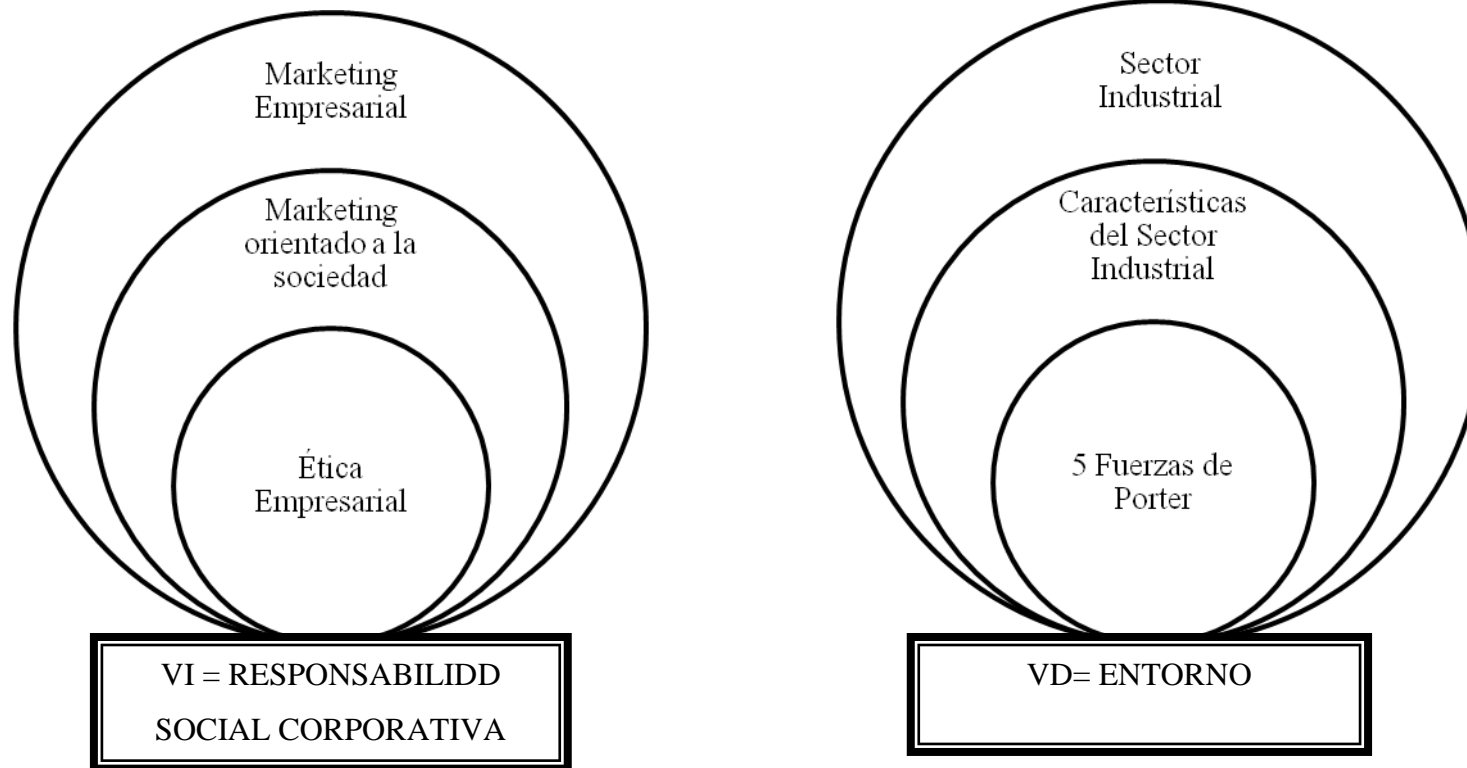 Marketing
Empresarial
Marketing
orientado a la
sociedad
Ética
Empresarial
VI = RESPONSABILIDD
SOCIAL CORPORATIVA
Sector
Industrial
Características
del Sector
Industrial
5 Fuerzas de
Porter
VD= ENTORNO